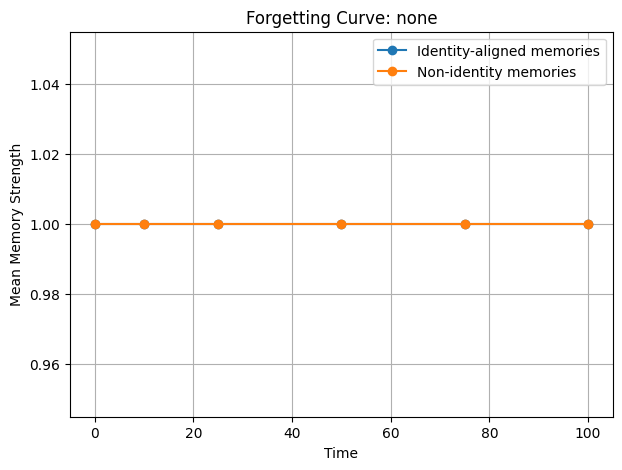 Forgetting Curve: none
Identity-aligned memories
Non-identity memories
Mean Memory Strength
1.04
1.02
1.00
0.98
0.96
0 20 40 60 80 100
Time